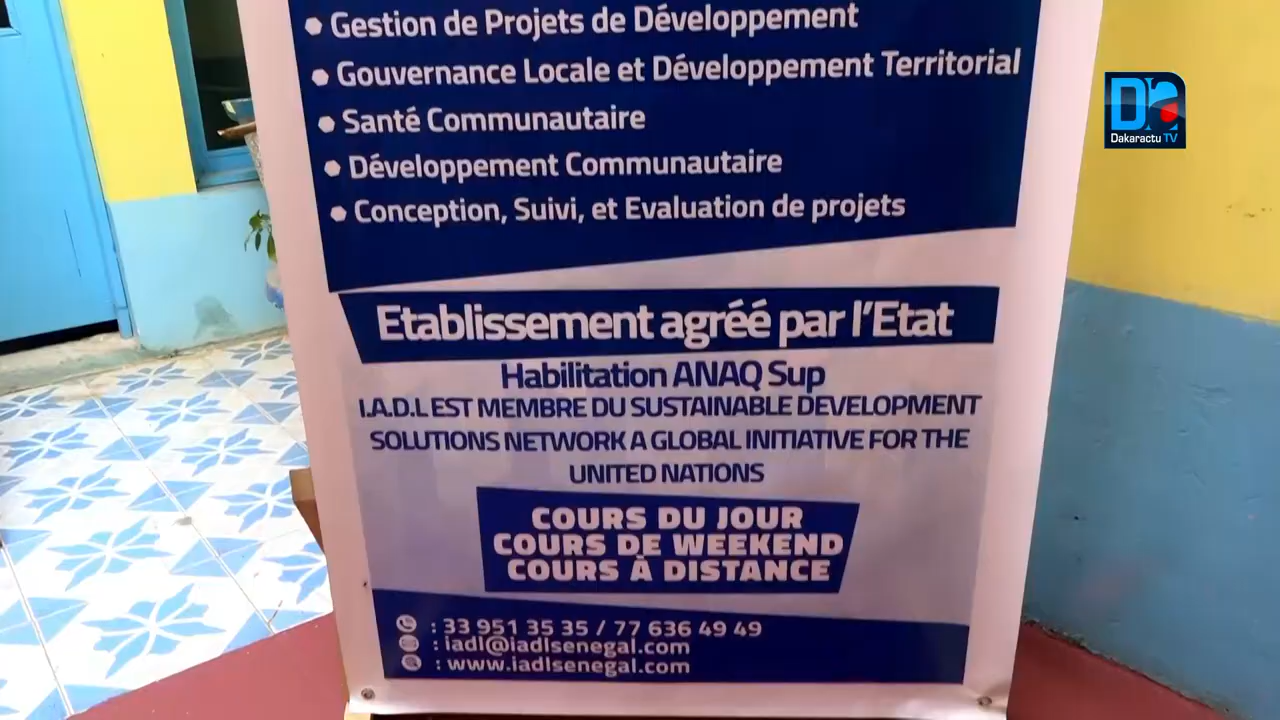 Gestion de Projets de Développement
Gouvernance Locale et Développement Territorial
Santé Communautaire
Développement Communautaire
Conception, Suivi, et Evaluation de projets
Etablissement agréé par l'Etat
Habilitation ANAQ Sup
I.A.D.L EST MEMBRE DU SUSTAINABLE DEVELOPMENT
SOLUTIONS NETWORK A GLOBAL INITIATIVE FOR THE
UNITED NATIONS
COURS DU JOUR
COURS DE WEEKEND
COURS À DISTANCE
: 33 951 35 35 / 77 636 49 49
: iadl@iadlsenegal.com
: www.iadlsenegal.com
Dakaractu TV